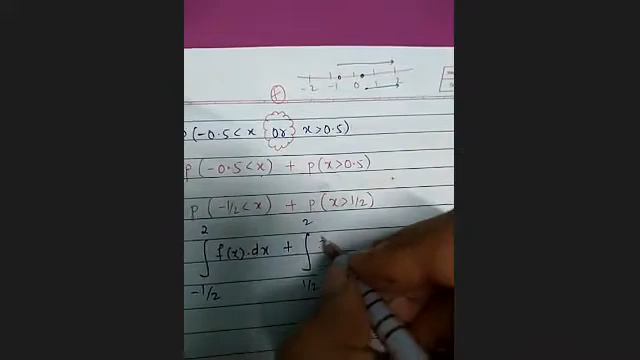 -2 -1 0 1 2
+
P(-0.5 < x or x > 0.5)
P(-0.5 < x) + P(x > 0.5)
P(-1/2 < x) + P(x > 1/2)
2 2
∫ f(x).dx + ∫ f
-1/2 1/2